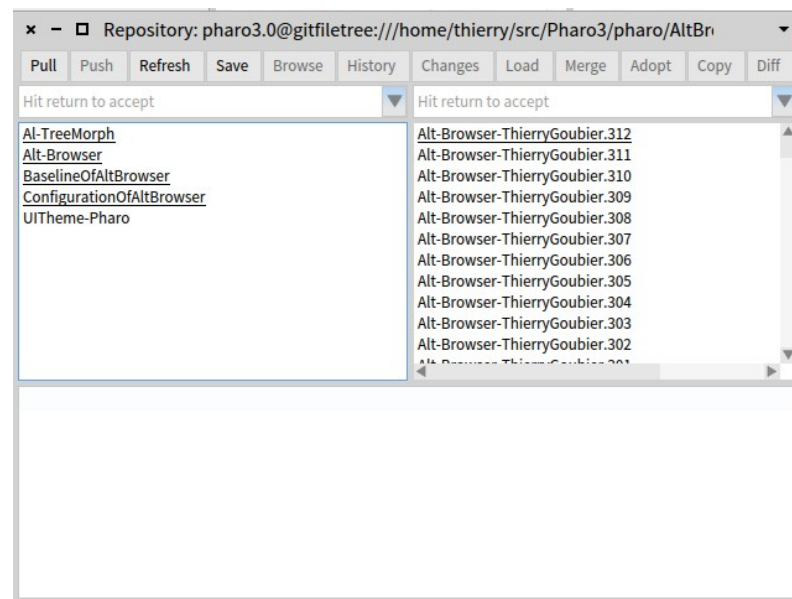 Repository: pharo3.0@gitfiletree:///home/thierry/src/Pharo3/pharo/AltBr
Pull Push Refresh Save Browse History Changes Load Merge Adopt Copy Diff
Hit return to accept
Hit return to accept
Al-TreeMorph
Alt-Browser
BaselineOfAltBrowser
ConfigurationOfAltBrowser
UITheme-Pharo
Alt-Browser-ThierryGoubier.312
Alt-Browser-ThierryGoubier.311
Alt-Browser-ThierryGoubier.310
Alt-Browser-ThierryGoubier.309
Alt-Browser-ThierryGoubier.308
Alt-Browser-ThierryGoubier.307
Alt-Browser-ThierryGoubier.306
Alt-Browser-ThierryGoubier.305
Alt-Browser-ThierryGoubier.304
Alt-Browser-ThierryGoubier.303
Alt-Browser-ThierryGoubier.302